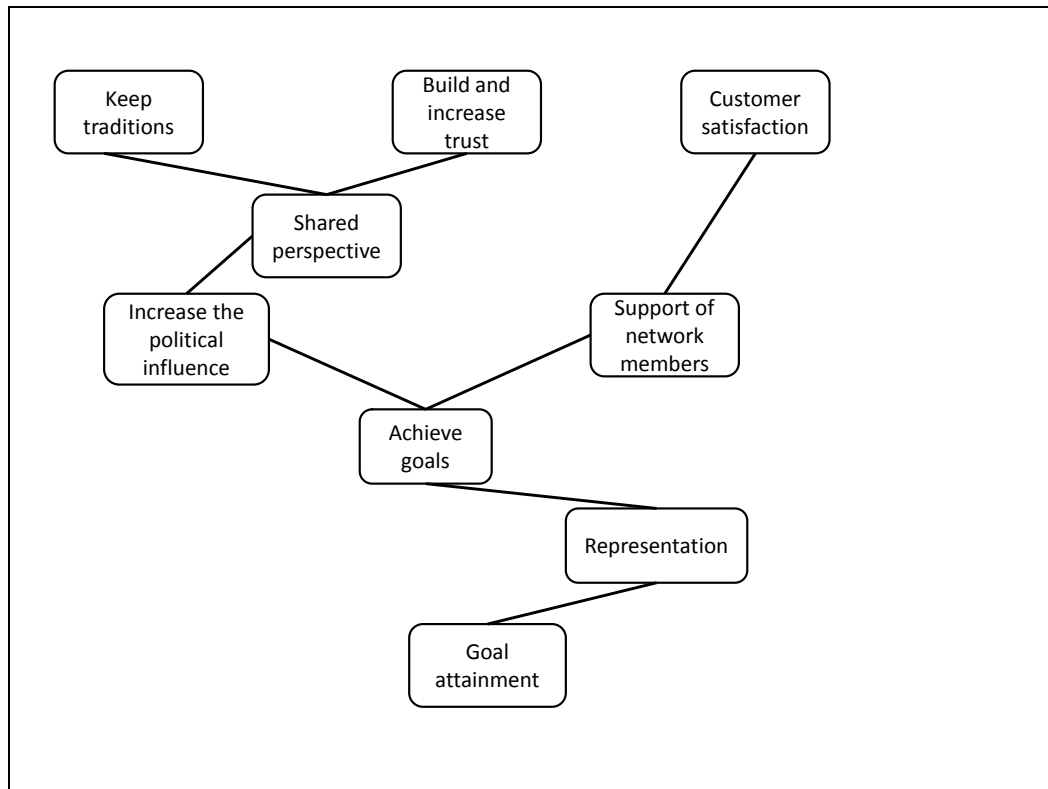 Keep
traditions
Build and
increase
trust
Customer
satisfaction
Shared
perspective
Increase the
political
influence
Support of
network
members
Achieve
goals
Representation
Goal
attainment